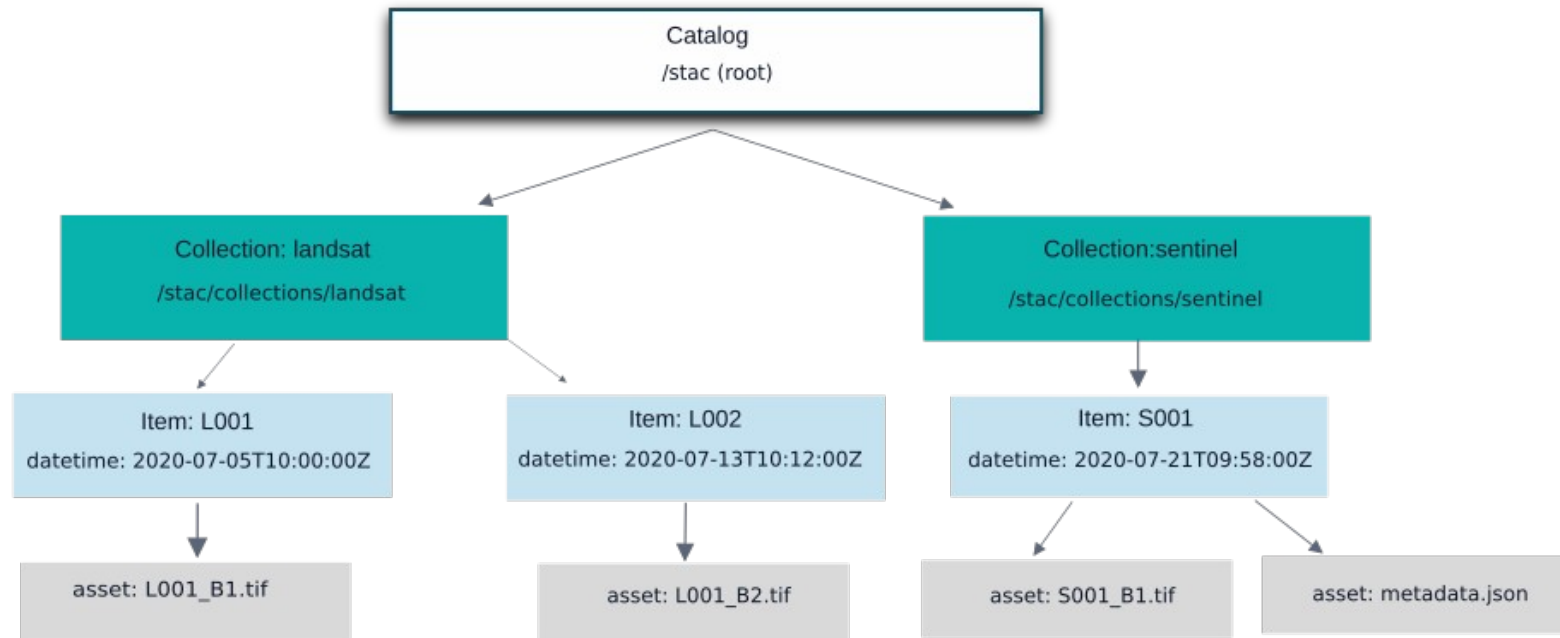 Catalog
/stac (root)
Collection: landsat
/stac/collections/landsat
Collection:sentinel
/stac/collections/sentinel
Item: L001
datetime: 2020-07-05T10:00:00Z
Item: L002
datetime: 2020-07-13T10:12:00Z
Item: S001
datetime: 2020-07-21T09:58:00Z
asset: L001_B1.tif
asset: L001_B2.tif
asset: S001_B1.tif
asset: metadata.json